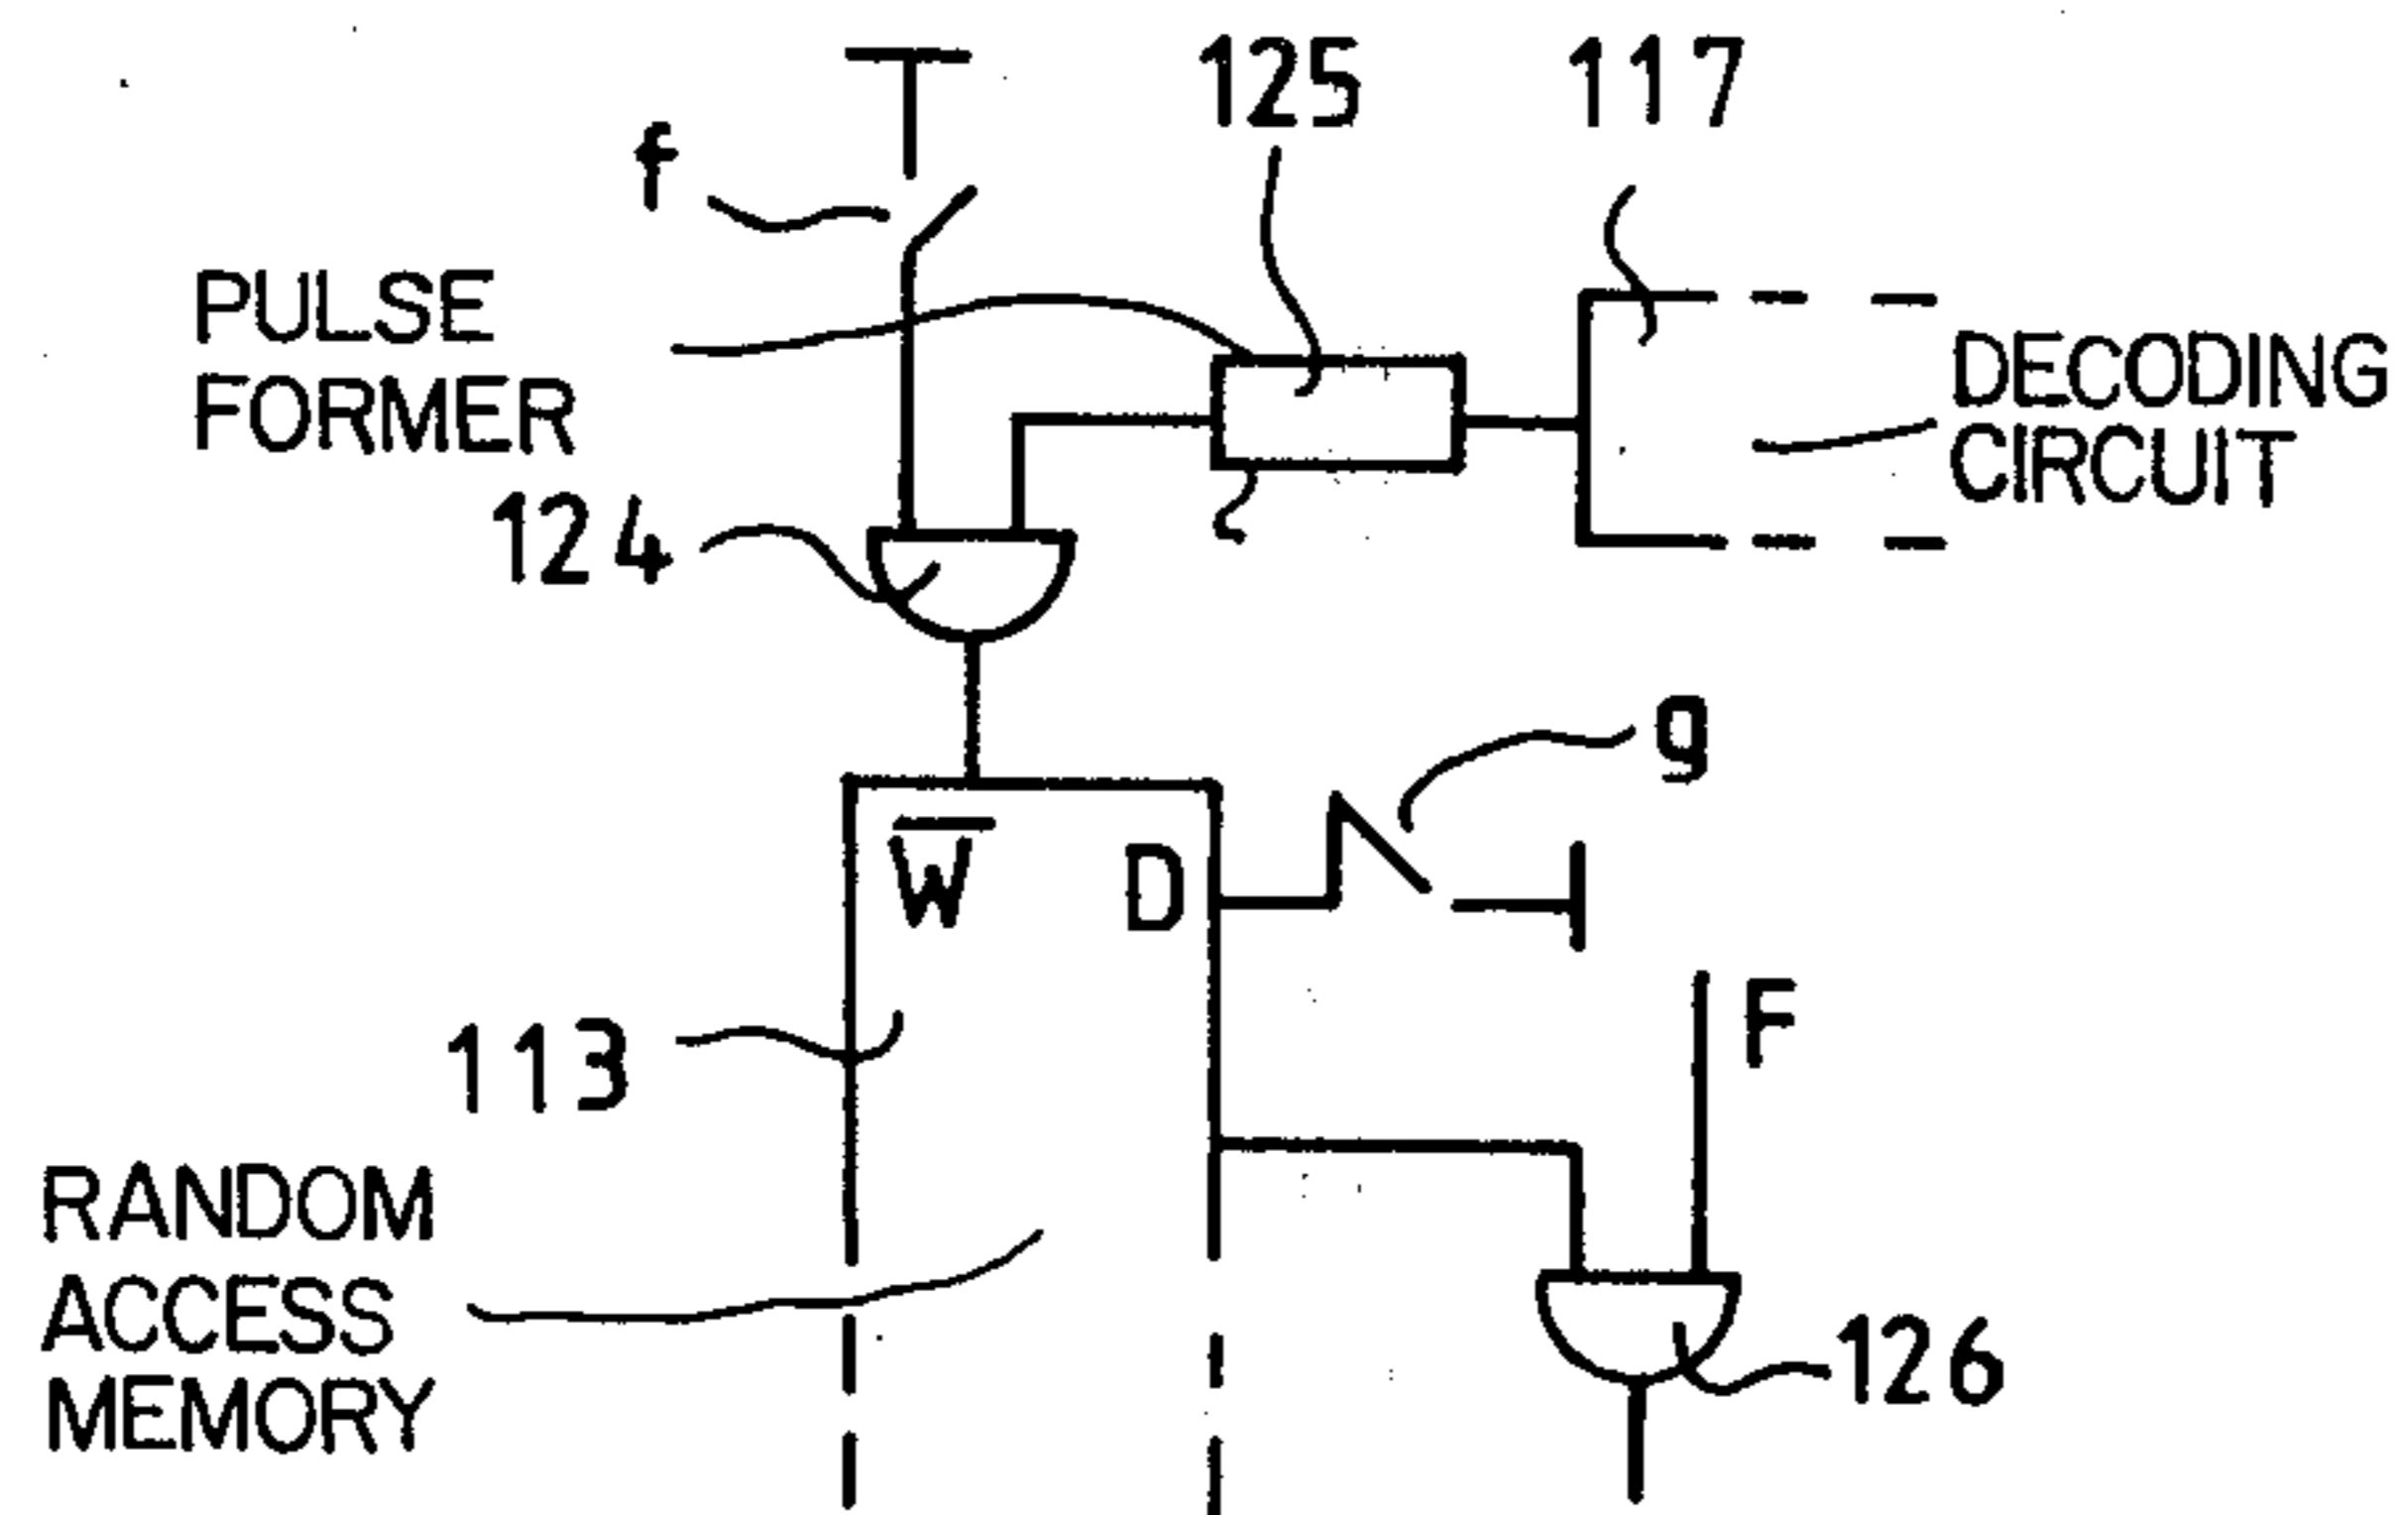 125
117
f
PULSE
FORMER
DECODING
CIRCUIT
124
g
W̅
D
F
113
RANDOM
ACCESS
MEMORY
126